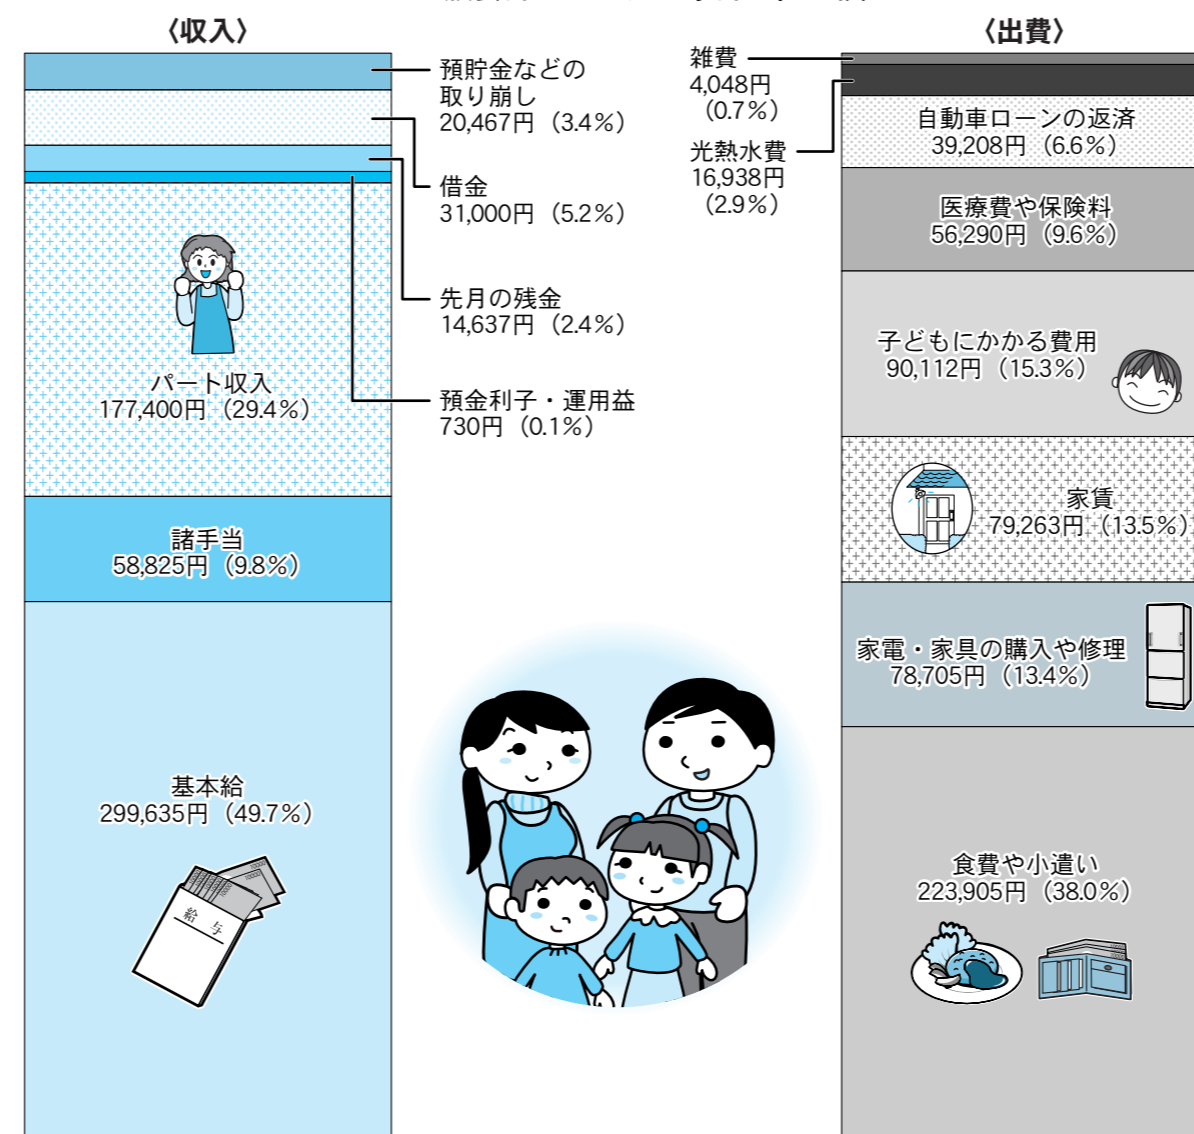 〈収入〉
預貯金などの
取り崩し
20,467円（3.4％）
借金
31,000円（5.2％）
先月の残金
14,637円（2.4％）
預金利子・運用益
730円（0.1％）
パート収入
177,400円（29.4％）
諸手当
58,825円（9.8％）
基本給
299,635円（49.7％）
給与
〈出費〉
雑費
4,048円
（0.7％）
光熱水費
16,938円
（2.9％）
自動車ローンの返済
39,208円（6.6％）
医療費や保険料
56,290円（9.6％）
子どもにかかる費用
90,112円（15.3％）
家賃
79,263円（13.5％）
家電・家具の購入や修理
78,705円（13.4％）
食費や小遣い
223,905円（38.0％）